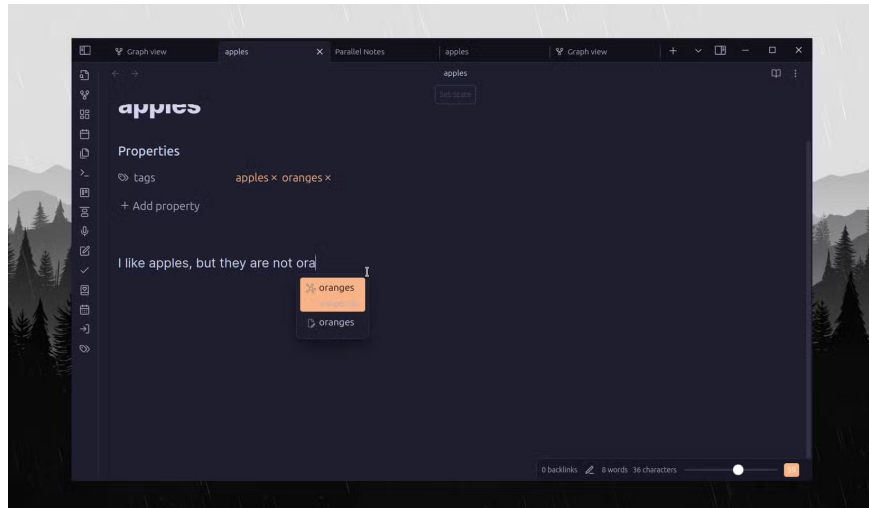 Graph view
apples
Parallel Notes
apples
Graph view
apples
apples
Properties
tags apples × oranges ×
+ Add property
I like apples, but they are not ora
oranges
oranges
0 backlinks 8 words 36 characters